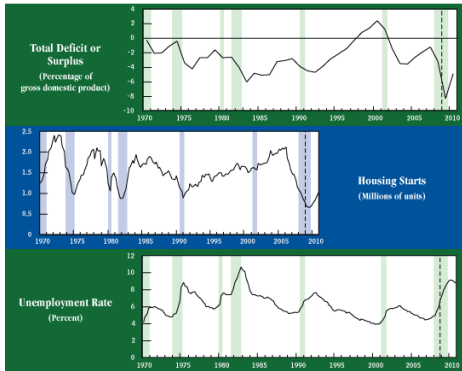 Total Deficit or
Surplus
(Percentage of
gross domestic product)
4
2
0
-2
-4
-6
-8
-10
1970 1975 1980 1985 1990 1995 2000 2005 2010
2.5
2.0
1.5
1.0
0.5
0
1970 1975 1980 1985 1990 1995 2000 2005 2010
Housing Starts
(Millions of units)
Unemployment Rate
(Percent)
12
10
8
6
4
2
0
1970 1975 1980 1985 1990 1995 2000 2005 2010